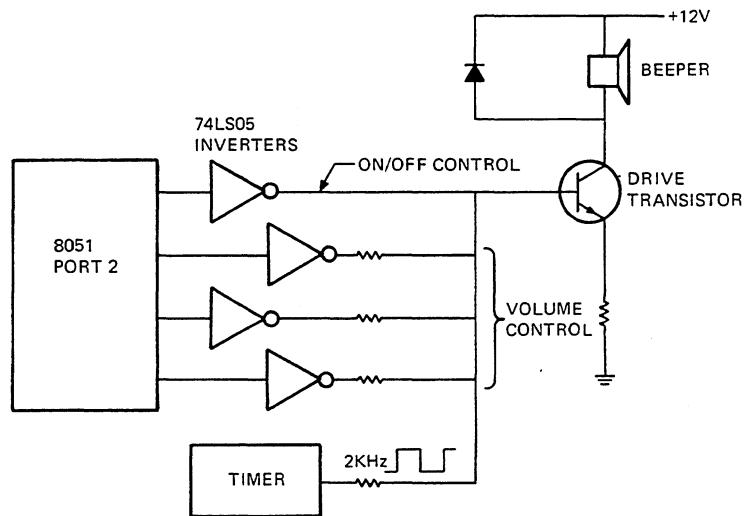 +12V
BEEPER
74LS05
INVERTERS
ON/OFF CONTROL
DRIVE
TRANSISTOR
8051
PORT 2
VOLUME
CONTROL
2KHz
TIMER